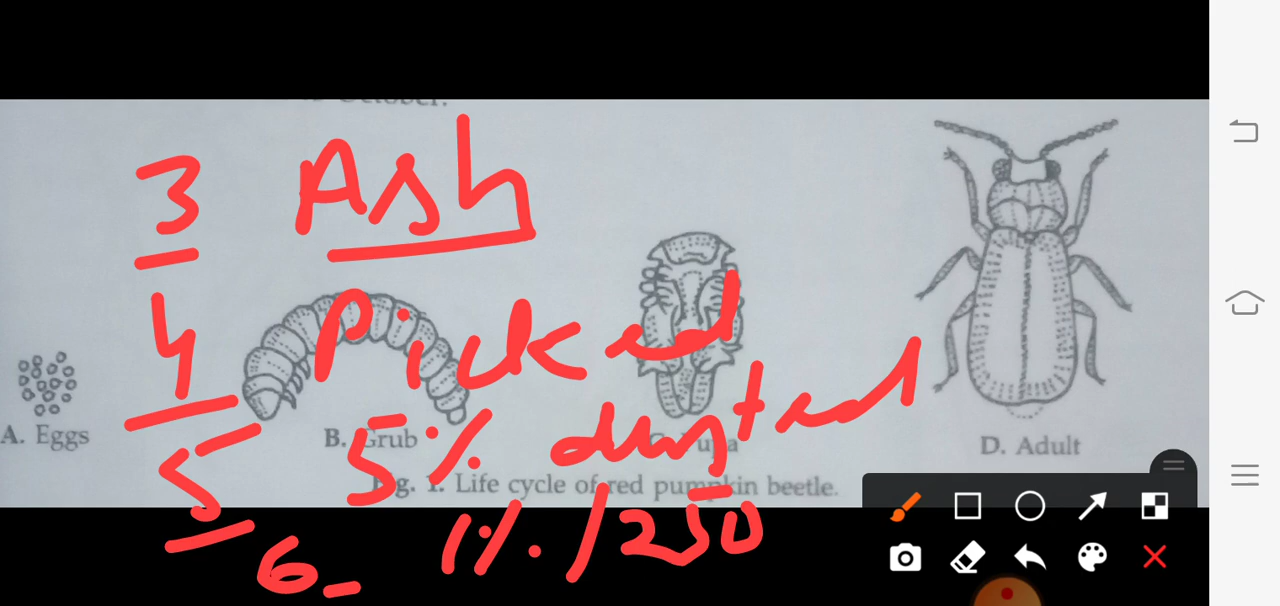 October.
3 Ash
4 Picked
5 5% dusted
6 1%. /250
A. Eggs
B. Grub
Pupa
D. Adult
Fig. 1. Life cycle of red pumpkin beetle.